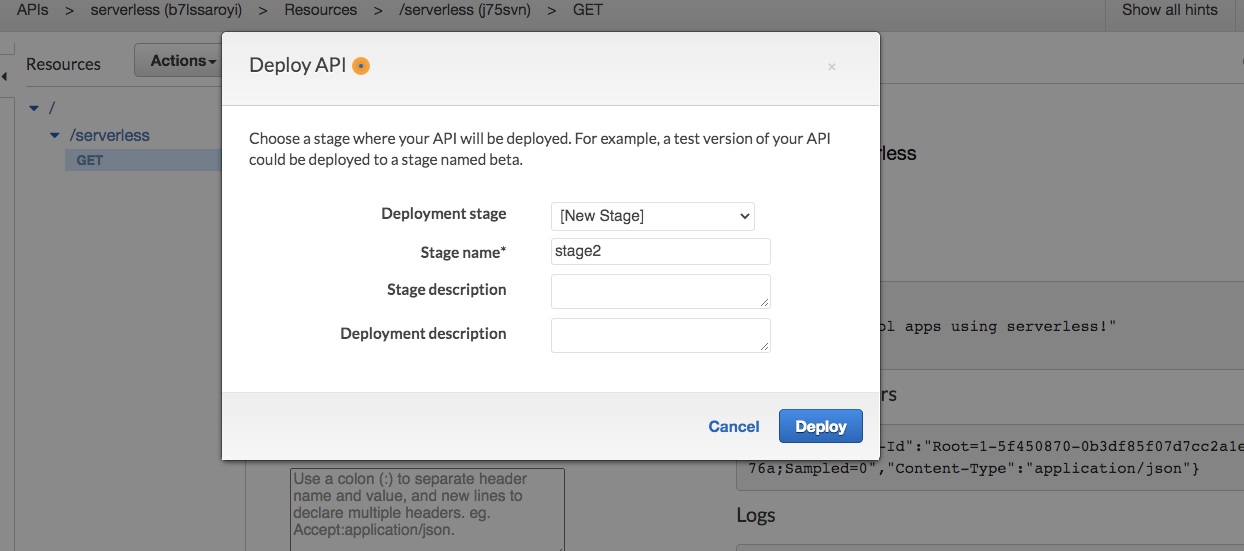 APIs > serverless (b7lssaroyi) > Resources > /serverless (j75svn) > GET
Show all hints
Resources
Actions
/
/serverless
GET
Deploy API
×
Choose a stage where your API will be deployed. For example, a test version of your API
could be deployed to a stage named beta.
Deployment stage
[New Stage]
Stage name*
stage2
Stage description
Deployment description
Cancel
Deploy
less
ol apps using serverless!"
rs
-Id":"Root=1-5f450870-0b3df85f07d7cc2a1e
76a;Sampled=0","Content-Type":"application/json"}
Logs
Use a colon (:) to separate header
name and value, and new lines to
declare multiple headers. eg.
Accept:application/json.